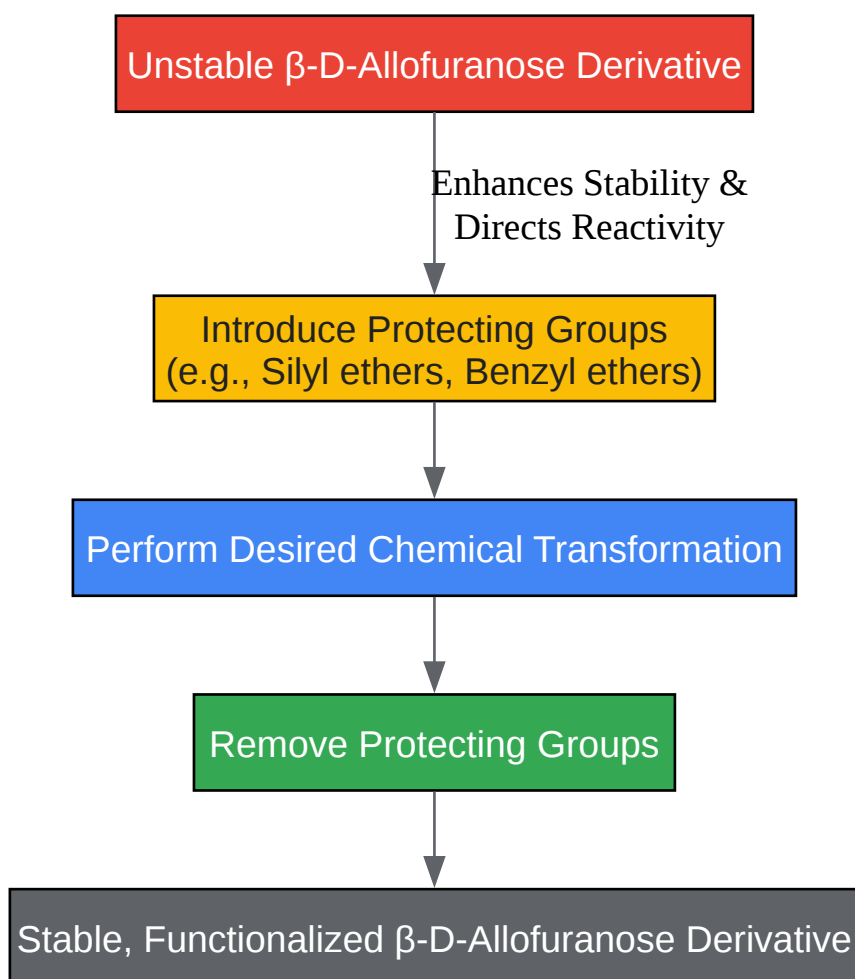 Unstable β-D-Allofuranose Derivative
Enhances Stability &
Directs Reactivity
Introduce Protecting Groups
(e.g., Silyl ethers, Benzyl ethers)
Perform Desired Chemical Transformation
Remove Protecting Groups
Stable, Functionalized β-D-Allofuranose Derivative